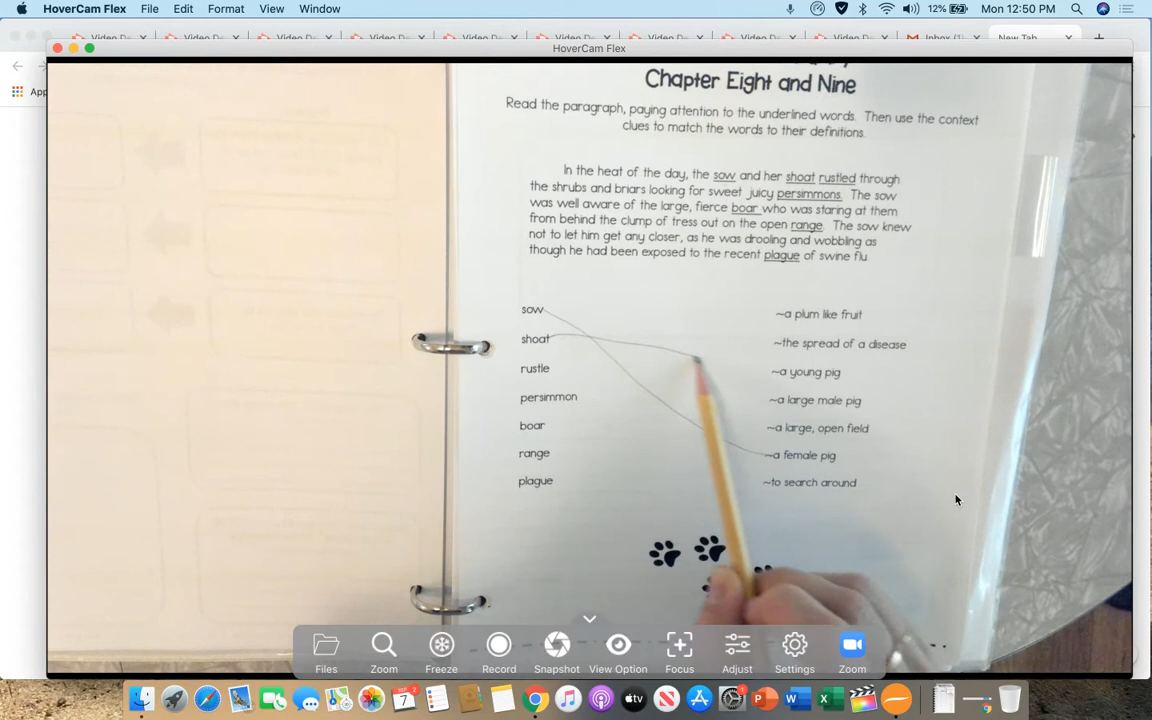 HoverCam Flex File Edit Format View Window 12% Mon 12:50 PM
Inbox (1 New Tab
HoverCam Flex
Chapter Eight and Nine
Read the paragraph, paying attention to the underlined words. Then use the context
clues to match the words to their definitions.
In the heat of the day, the sow and her shoat rustled through
the shrubs and briars looking for sweet juicy persimmons. The sow
was well aware of the large, fierce boar who was staring at them
from behind the clump of tress out on the open range. The sow knew
not to let him get any closer, as he was drooling and wobbling as
though he had been exposed to the recent plague of swine flu
sow
shoat
rustle
persimmon
boar
range
plague
~a plum like fruit
~the spread of a disease
~a young pig
~a large male pig
~a large, open field
~a female pig
~to search around
Files Zoom Freeze Record Snapshot View Option Focus Adjust Settings Zoom